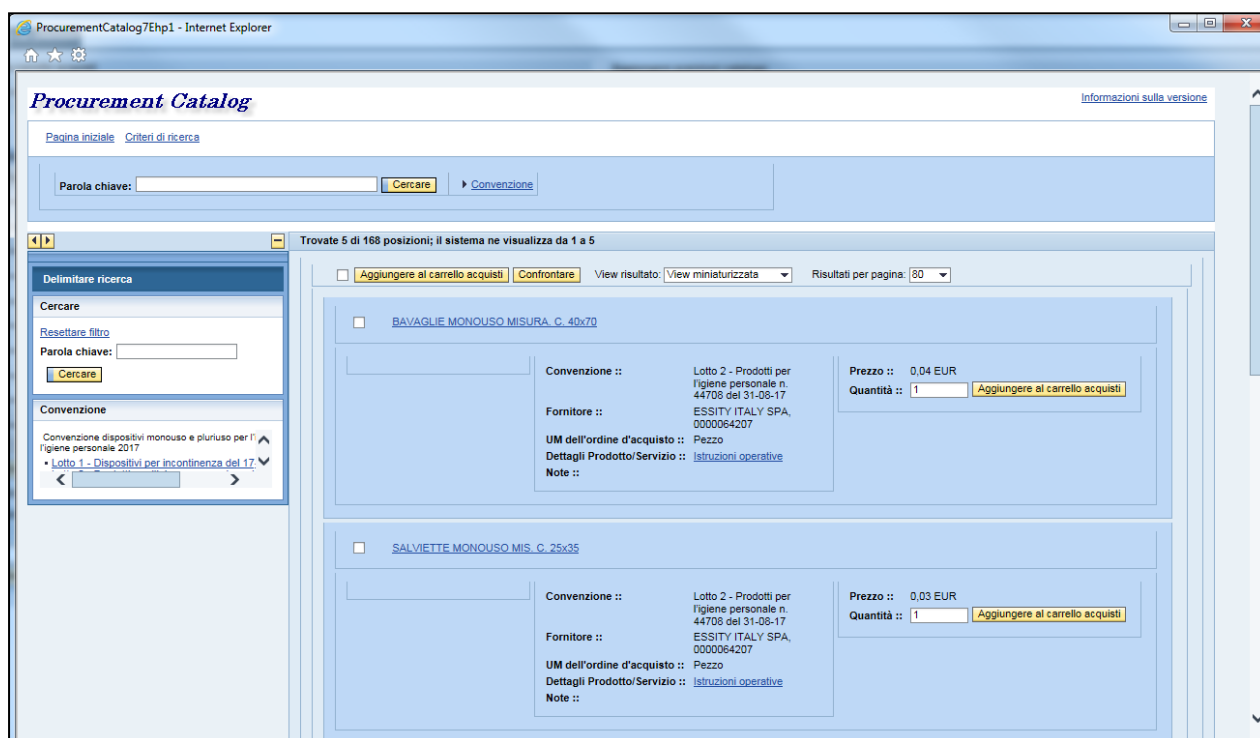 ProcurementCatalog7Ehp1 - Internet Explorer
Procurement Catalog
Informazioni sulla versione
Pagina iniziale Criteri di ricerca
Parola chiave: Cercare Convenzione
Trovate 5 di 168 posizioni; il sistema ne visualizza da 1 a 5
Delimitare ricerca
Cercare
Resettare filtro
Parola chiave:
Cercare
Convenzione
Convenzione dispositivi monouso e pluriuso per l'
l'igiene personale 2017
• Lotto 1 - Dispositivi per incontinenza del 17-
Aggiungere al carrello acquisti Confrontare View risultato: View miniaturizzata Risultati per pagina: 80
BAVAGLIE MONOUSO MISURA. C. 40x70
Convenzione :: Lotto 2 - Prodotti per
l'igiene personale n.
44708 del 31-08-17
Fornitore :: ESSITY ITALY SPA,
0000064207
UM dell'ordine d'acquisto :: Pezzo
Dettagli Prodotto/Servizio :: Istruzioni operative
Note ::
Prezzo :: 0,04 EUR
Quantità :: 1 Aggiungere al carrello acquisti
SALVIETTE MONOUSO MIS. C. 25x35
Convenzione :: Lotto 2 - Prodotti per
l'igiene personale n.
44708 del 31-08-17
Fornitore :: ESSITY ITALY SPA,
0000064207
UM dell'ordine d'acquisto :: Pezzo
Dettagli Prodotto/Servizio :: Istruzioni operative
Note ::
Prezzo :: 0,03 EUR
Quantità :: 1 Aggiungere al carrello acquisti